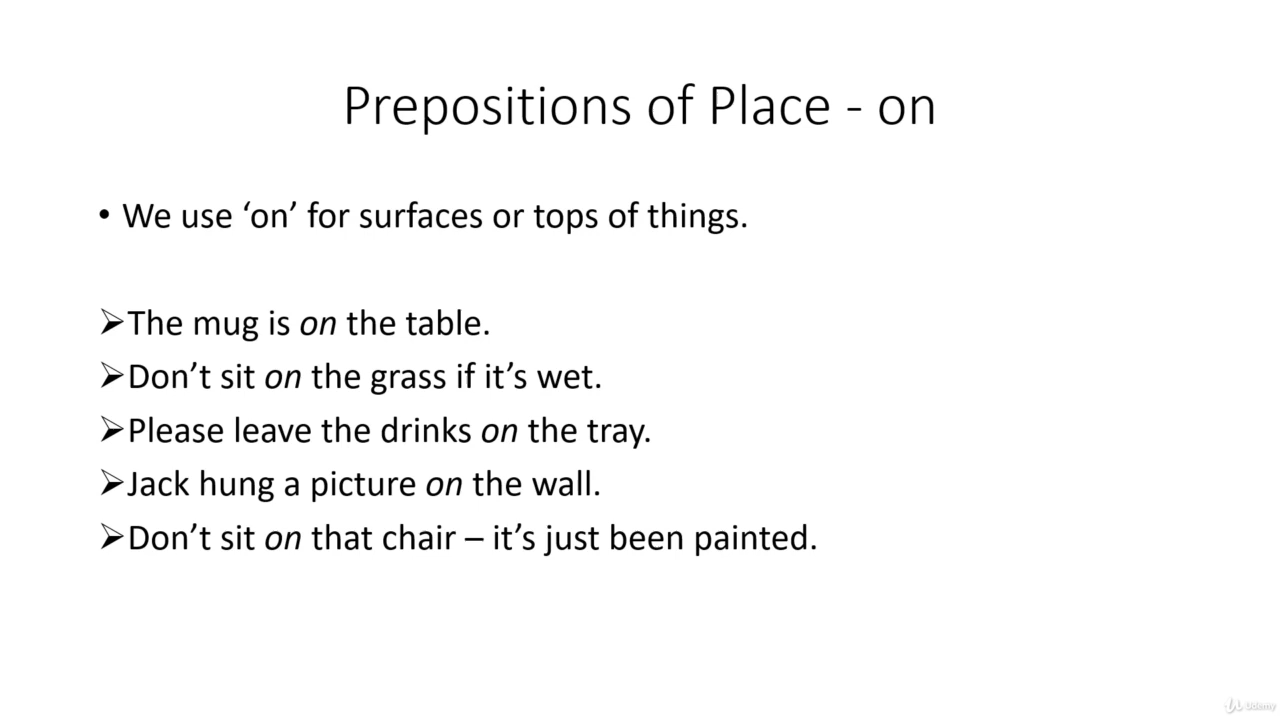 Prepositions of Place - on
• We use ‘on’ for surfaces or tops of things.
➢The mug is on the table.
➢Don’t sit on the grass if it’s wet.
➢Please leave the drinks on the tray.
➢Jack hung a picture on the wall.
➢Don’t sit on that chair – it’s just been painted.
Udemy